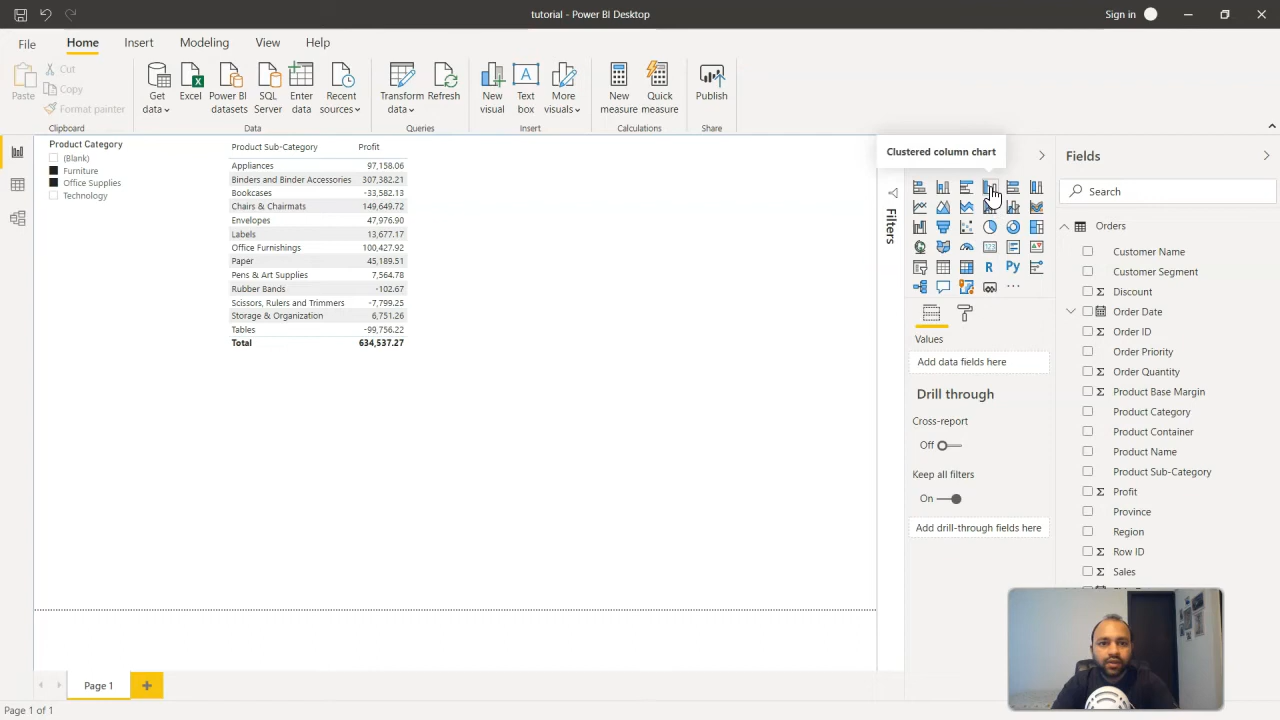 tutorial - Power BI Desktop
Sign in
File
Home
Insert
Modeling
View
Help
Paste
Cut
Copy
Format painter
Clipboard
Get data
Excel
Power BI datasets
SQL Server
Enter data
Recent sources
Data
Transform data
Refresh
Queries
New visual
A
Text box
More visuals
Insert
New measure
Quick measure
Calculations
Publish
Share
Product Category
(Blank)
Furniture
Office Supplies
Technology
Product Sub-Category Profit
Appliances 97,158.06
Binders and Binder Accessories 307,382.21
Bookcases -33,582.13
Chairs & Chairmats 149,649.72
Envelopes 47,976.90
Labels 13,677.17
Office Furnishings 100,427.92
Paper 45,189.51
Pens & Art Supplies 7,564.78
Rubber Bands -102.67
Scissors, Rulers and Trimmers -7,799.25
Storage & Organization 6,751.26
Tables -99,756.22
Total 634,537.27
Filters
Clustered column chart
R
Py
Values
Add data fields here
Drill through
Cross-report
Off
Keep all filters
On
Add drill-through fields here
Fields
Search
Orders
Customer Name
Customer Segment
Σ Discount
Order Date
Σ Order ID
Order Priority
Σ Order Quantity
Σ Product Base Margin
Product Category
Product Container
Product Name
Product Sub-Category
Σ Profit
Province
Region
Σ Row ID
Σ Sales
Page 1
Page 1 of 1